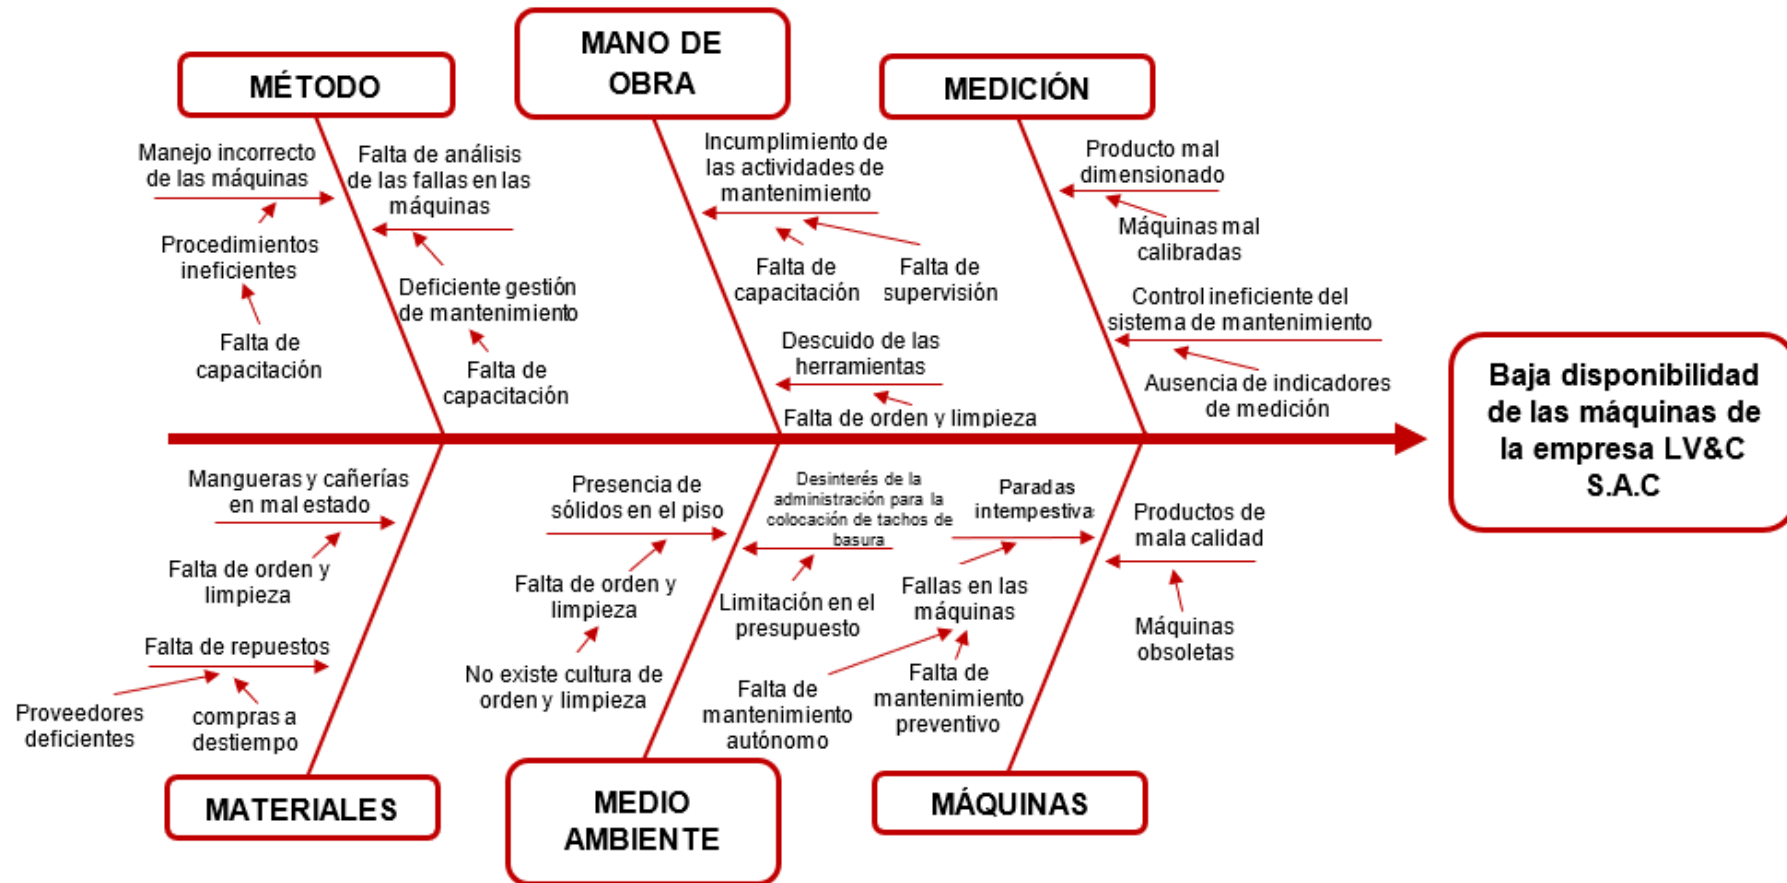 MÉTODO
MANO DE
OBRA
MEDICIÓN
Manejo incorrecto
de las máquinas
Procedimientos
ineficientes
Falta de
capacitación
Falta de análisis
de las fallas en las
máquinas
Deficiente gestión
de mantenimiento
Falta de
capacitación
Incumplimiento de
las actividades de
mantenimiento
Falta de
capacitación
Falta de
supervisión
Descuido de las
herramientas
Falta de orden y limpieza
Producto mal
dimensionado
Máquinas mal
calibradas
Control ineficiente del
sistema de mantenimiento
Ausencia de indicadores
de medición
Baja disponibilidad
de las máquinas de
la empresa LV&C
S.A.C
Mangueras y cañerías
en mal estado
Falta de orden y
limpieza
Falta de repuestos
Proveedores
deficientes
compras a
destiempo
Presencia de
sólidos en el piso
Falta de orden y
limpieza
No existe cultura de
orden y limpieza
Desinterés de la
administración para la
colocación de tachos de
basura
Limitación en el
presupuesto
Paradas
intempestiva
Fallas en las
máquinas
Falta de
mantenimiento
autónomo
Falta de
mantenimiento
preventivo
Productos de
mala calidad
Máquinas
obsoletas
MATERIALES
MEDIO
AMBIENTE
MÁQUINAS